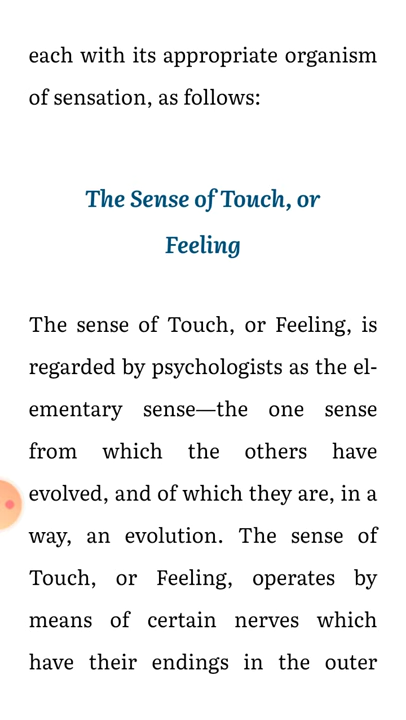 each with its appropriate organism
of sensation, as follows:
The Sense of Touch, or
Feeling
The sense of Touch, or Feeling, is
regarded by psychologists as the el-
ementary sense—the one sense
from which the others have
evolved, and of which they are, in a
way, an evolution. The sense of
Touch, or Feeling, operates by
means of certain nerves which
have their endings in the outer